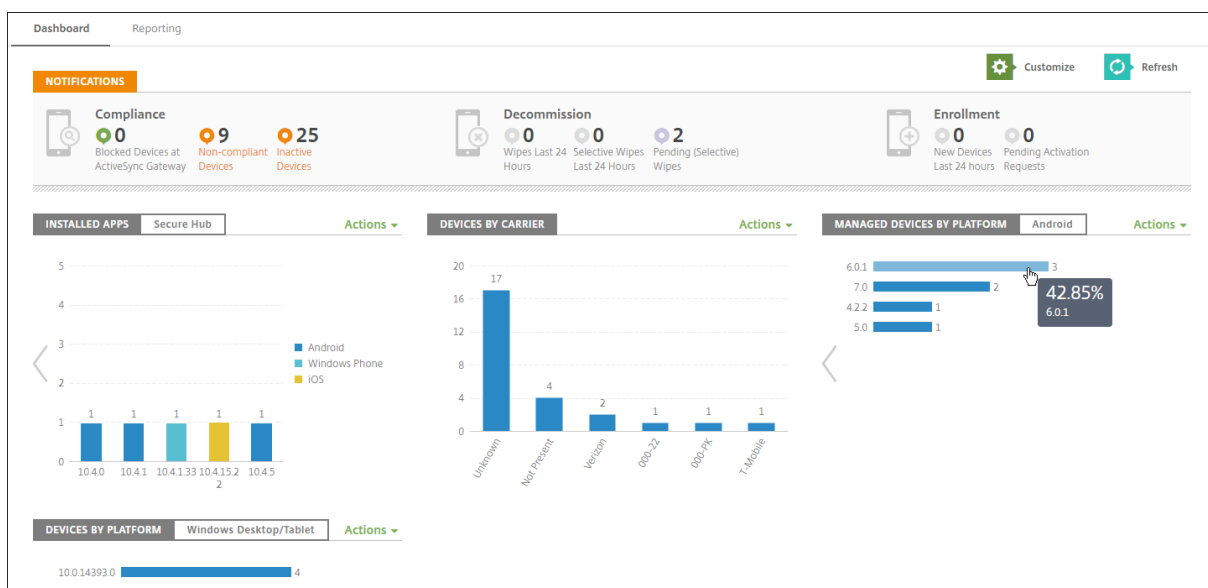 Dashboard Reporting
Customize Refresh
NOTIFICATIONS
Compliance
0 9 25
Blocked Devices at Non-compliant Inactive
ActiveSync Gateway Devices Devices
Decommission
0 0 2
Wipes Last 24 Selective Wipes Pending (Selective)
Hours Last 24 Hours Wipes
Enrollment
0 0
New Devices Pending Activation
Last 24 hours Requests
INSTALLED APPS Secure Hub Actions
5
4
3
2
1
0
1 1 1 1 1
10.4.0 10.4.1 10.4.1.33 10.4.15.2 10.4.5
2
Android
Windows Phone
iOS
DEVICES BY CARRIER Actions
20
16
12
8
4
0
17 4 2 1 1 1
Unknown Not Present Verizon 000-22 000-PK T-Mobile
MANAGED DEVICES BY PLATFORM Android Actions
6.0.1 3
7.0 2
4.2.2 1
5.0 1
42.85%
6.0.1
DEVICES BY PLATFORM Windows Desktop/Tablet Actions
10.0.14393.0 4